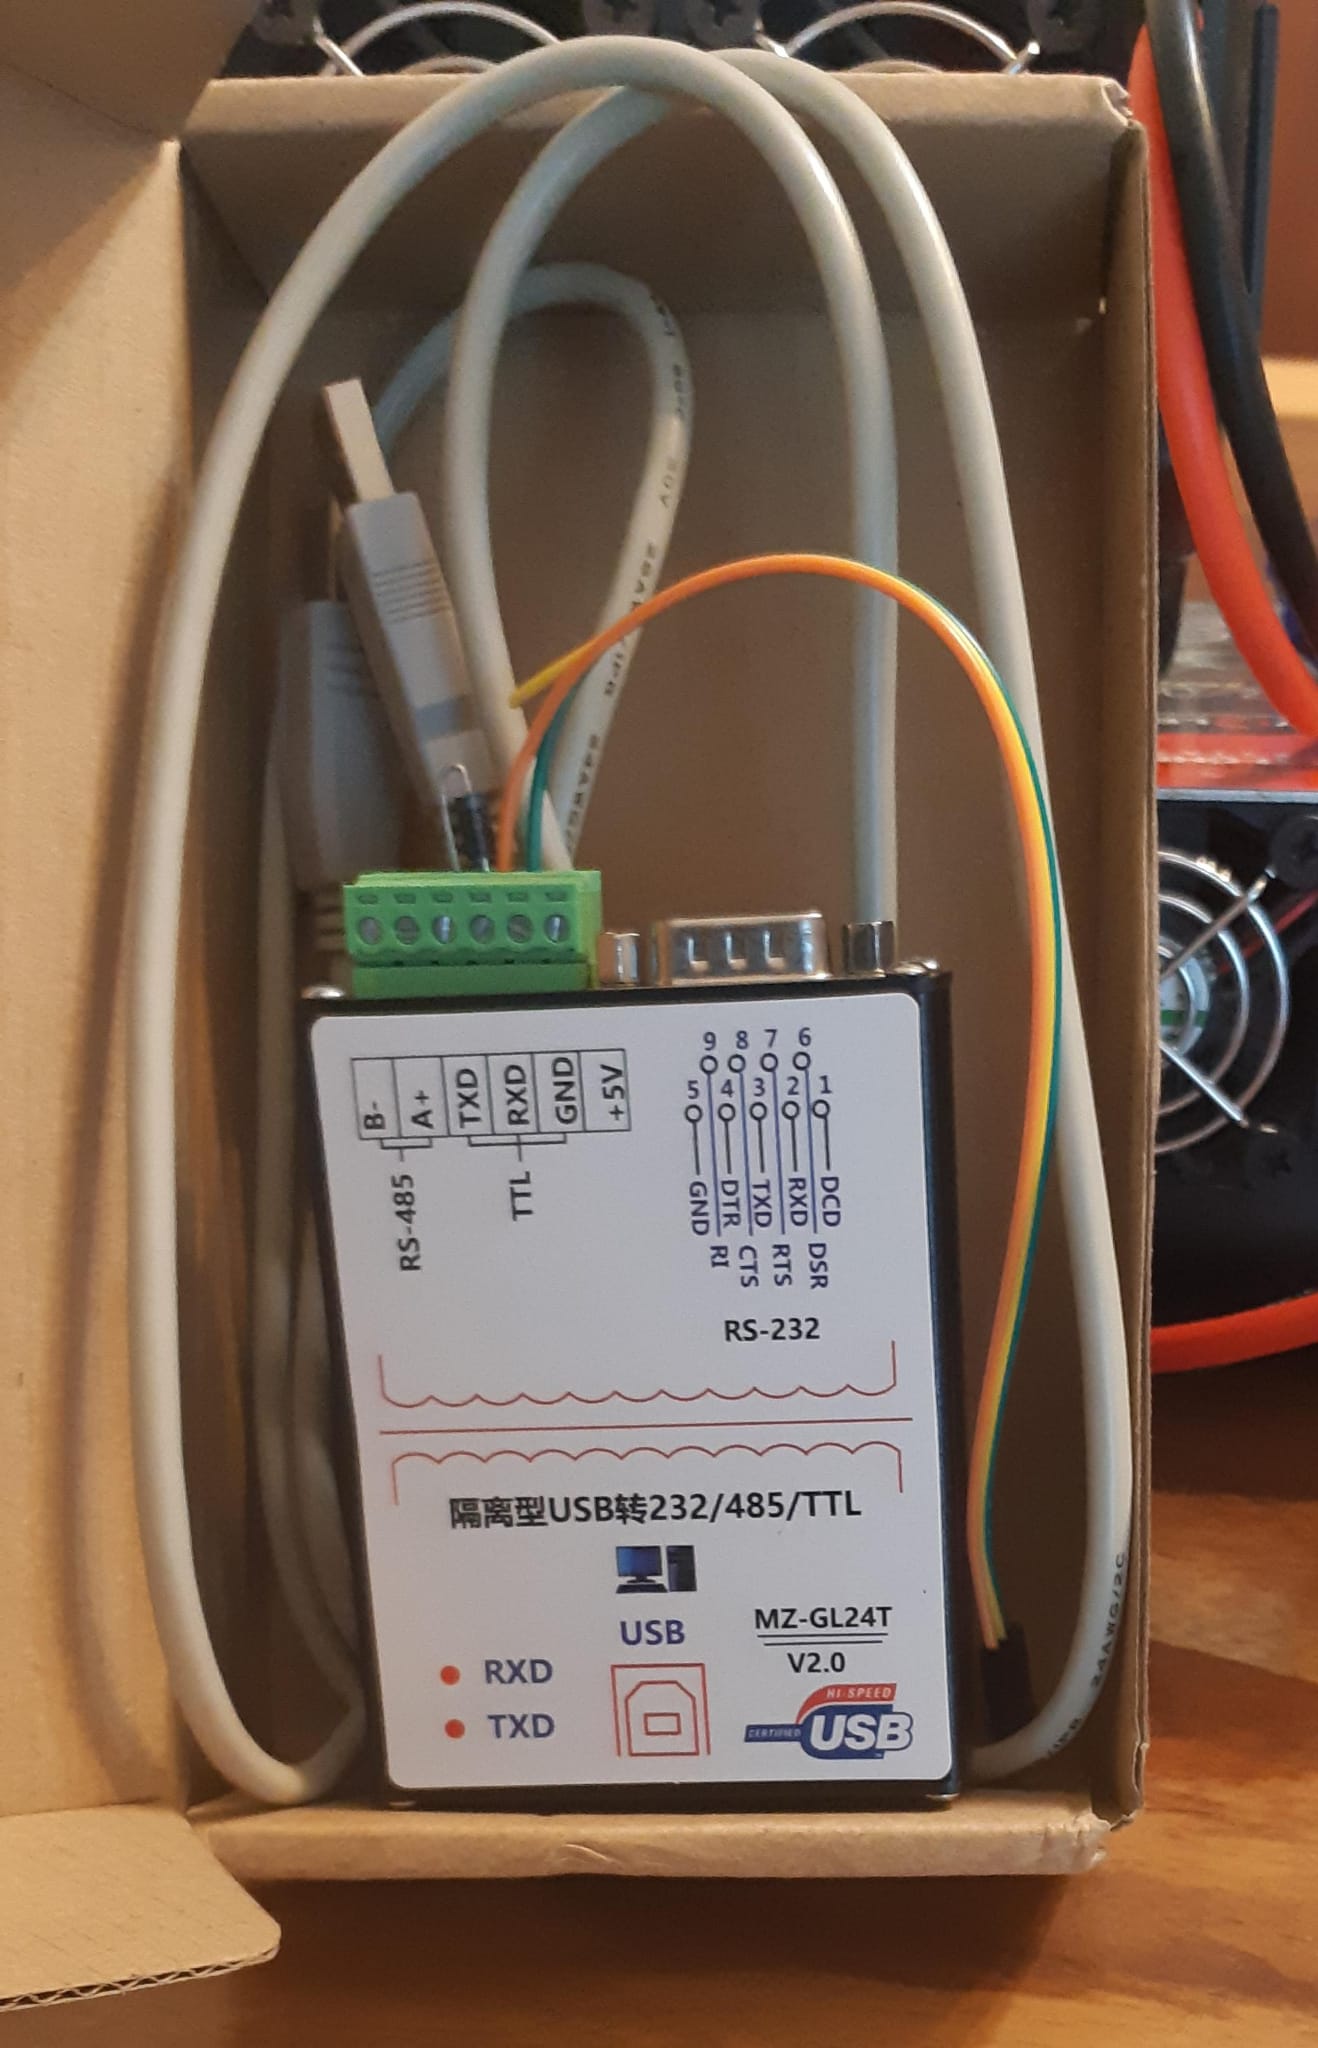 B-
A+
TXD
RXD
GND
+5V
RS-485
TTL
9 8 7 6
5 4 3 2 1
GND DTR TXD RXD DCD
RI CTS RTS DSR
RS-232
隔离型USB转232/485/TTL
USB
MZ-GL24T
V2.0
RXD
TXD
HI-SPEED
CERTIFIED
USB
24AWG/2C